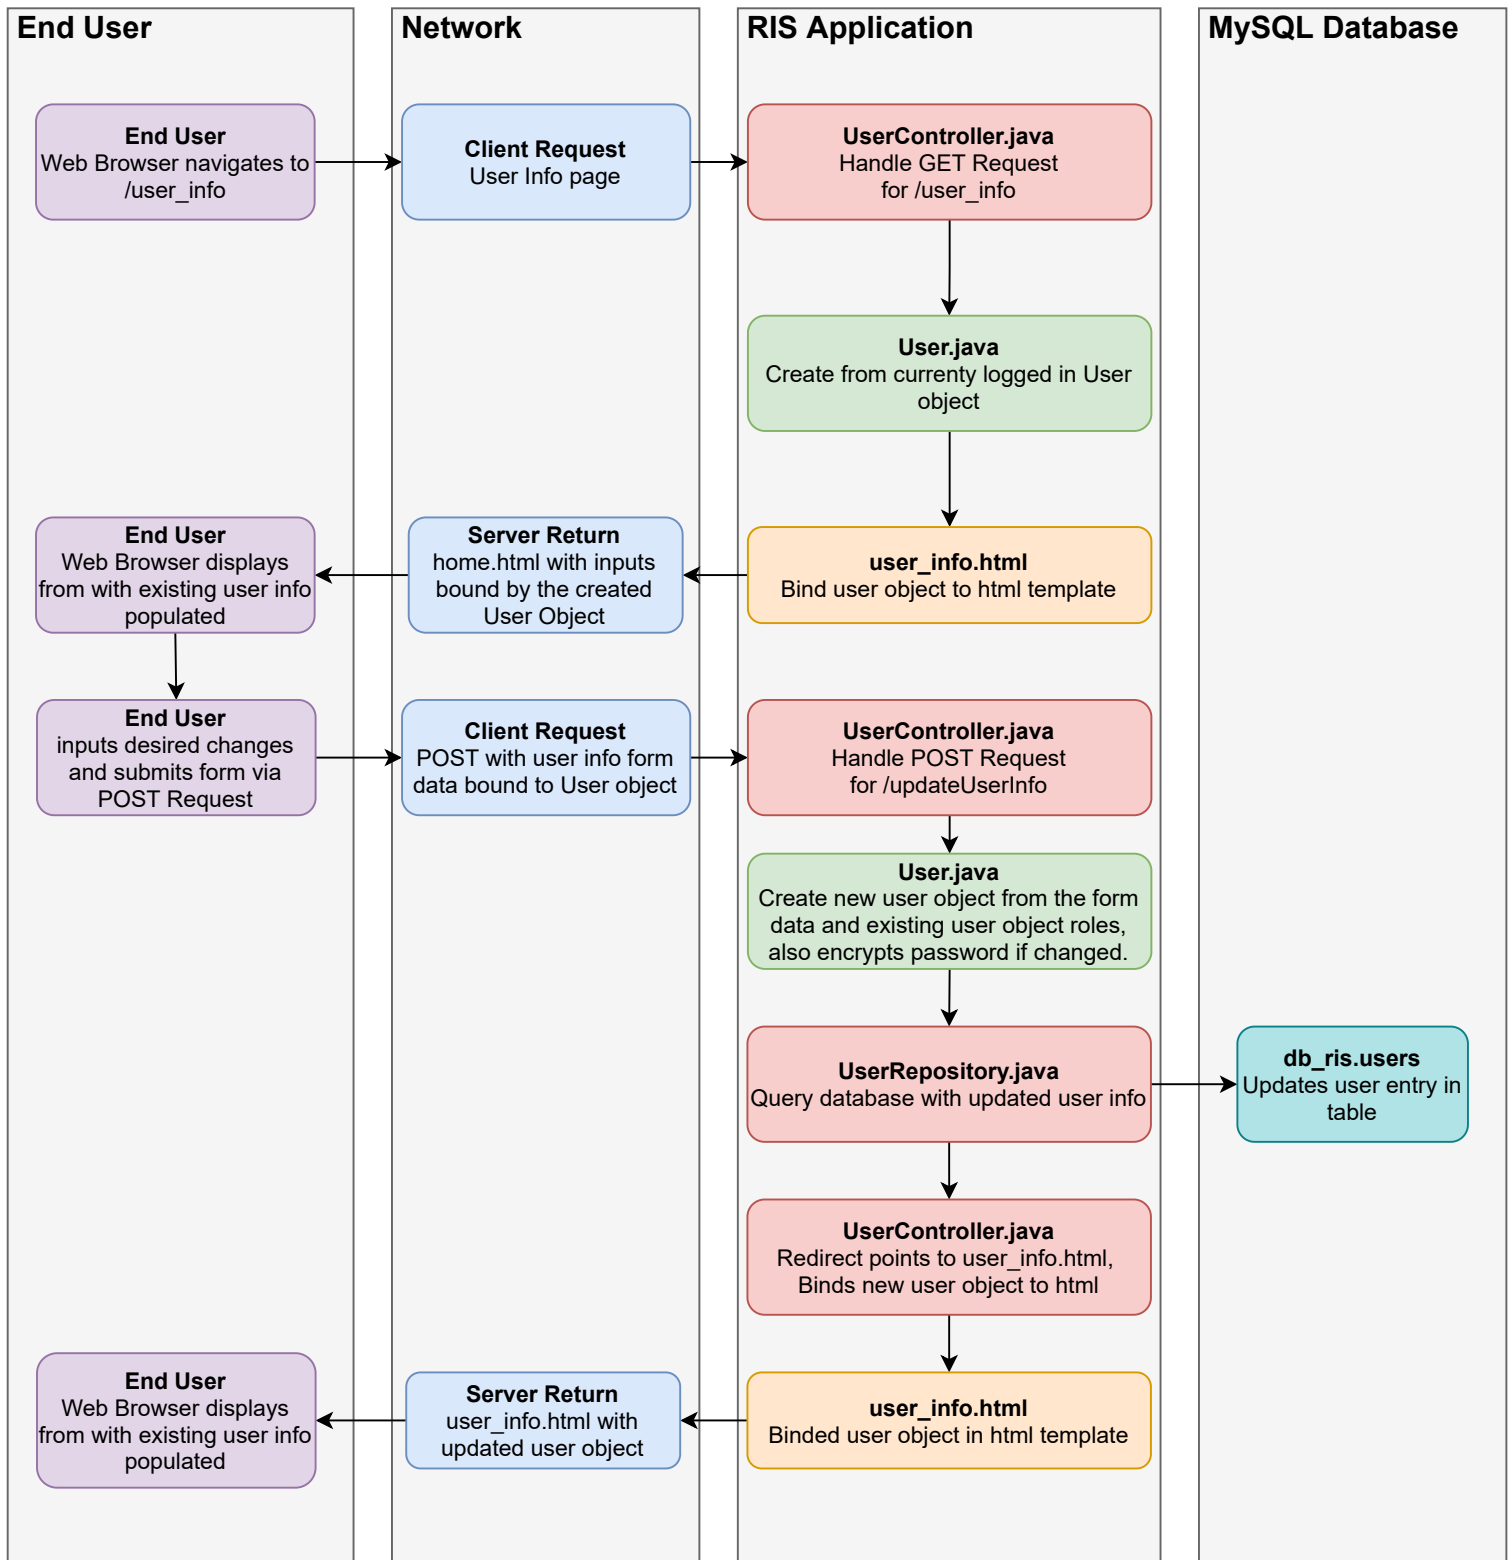 End User
Network
RIS Application
MySQL Database
End User
Web Browser navigates to
/user_info
Client Request
User Info page
UserController.java
Handle GET Request
for /user_info
User.java
Create from currenty logged in User
object
End User
Web Browser displays
from with existing user info
populated
Server Return
home.html with inputs
bound by the created
User Object
user_info.html
Bind user object to html template
End User
inputs desired changes
and submits form via
POST Request
Client Request
POST with user info form
data bound to User object
UserController.java
Handle POST Request
for /updateUserInfo
User.java
Create new user object from the form
data and existing user object roles,
also encrypts password if changed.
UserRepository.java
Query database with updated user info
db_ris.users
Updates user entry in
table
UserController.java
Redirect points to user_info.html,
Binds new user object to html
End User
Web Browser displays
from with existing user info
populated
Server Return
user_info.html with
updated user object
user_info.html
Binded user object in html template